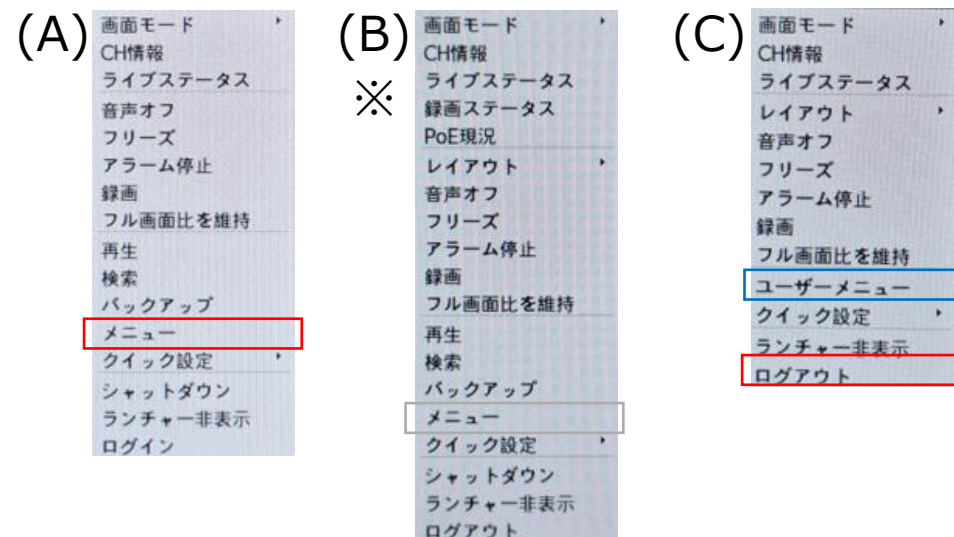 (A)
画面モード
CH情報
ライブステータス
音声オフ
フリーズ
アラーム停止
録画
フル画面比を維持
再生
検索
バックアップ
メニュー
クイック設定
シャットダウン
ランチャー非表示
ログイン
(B)
※
画面モード
CH情報
ライブステータス
録画ステータス
PoE現況
レイアウト
音声オフ
フリーズ
アラーム停止
録画
フル画面比を維持
再生
検索
バックアップ
メニュー
クイック設定
シャットダウン
ランチャー非表示
ログアウト
(C)
画面モード
CH情報
ライブステータス
レイアウト
音声オフ
フリーズ
アラーム停止
録画
フル画面比を維持
ユーザーメニュー
クイック設定
ランチャー非表示
ログアウト